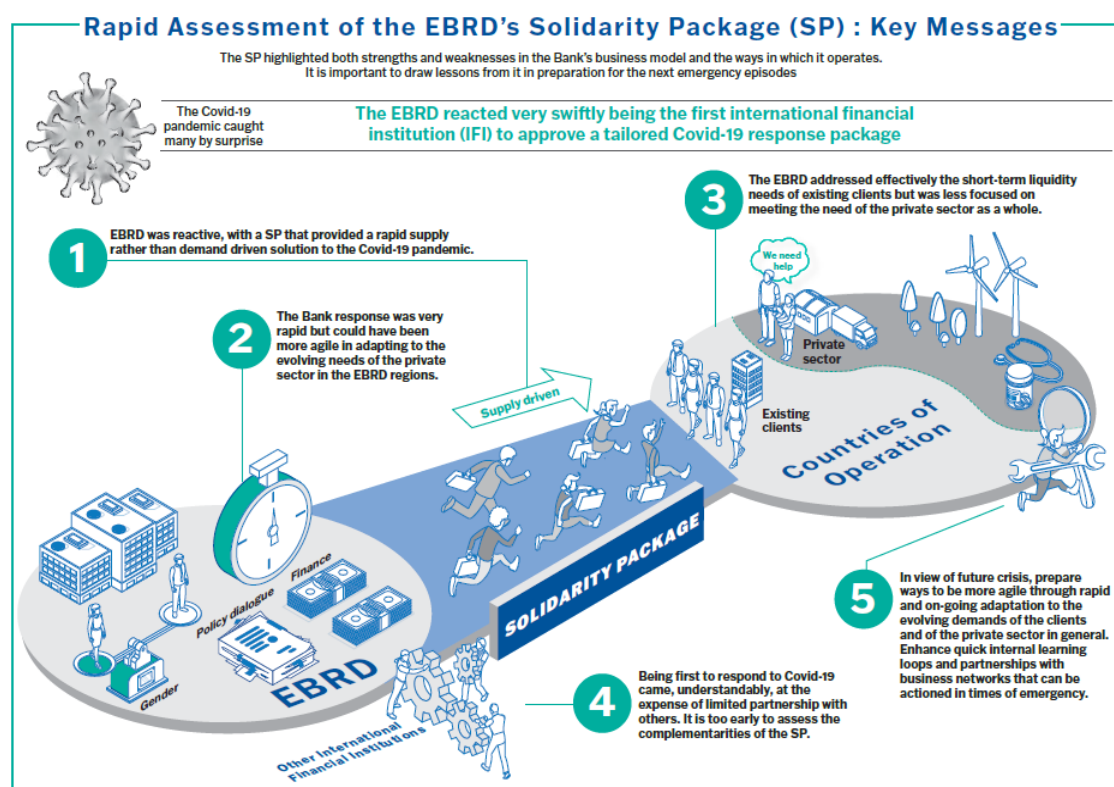 Rapid Assessment of the EBRD's Solidarity Package (SP) : Key Messages
The SP highlighted both strengths and weaknesses in the Bank's business model and the ways in which it operates.
It is important to draw lessons from it in preparation for the next emergency episodes
The Covid-19
pandemic caught
many by surprise
The EBRD reacted very swiftly being the first international financial
institution (IFI) to approve a tailored Covid-19 response package
1
EBRD was reactive, with a SP that provided a rapid supply
rather than demand driven solution to the Covid-19 pandemic.
2
The Bank response was very
rapid but could have been
more agile in adapting to the
evolving needs of the private
sector in the EBRD regions.
3
The EBRD addressed effectively the short-term liquidity
needs of existing clients but was less focused on
meeting the need of the private sector as a whole.
We need
help
Private
sector
Existing
clients
Countries of
Operation
Supply driven
SOLIDARITY PACKAGE
Finance
Policy dialogue
Gender
EBRD
Other International
Financial Institutions
4
Being first to respond to Covid-19
came, understandably, at the
expense of limited partnership with
others. It is too early to assess the
complementarities of the SP.
5
In view of future crisis, prepare
ways to be more agile through rapid
and on-going adaptation to the
evolving demands of the clients
and of the private sector in general.
Enhance quick internal learning
loops and partnerships with
business networks that can be
actioned in times of emergency.